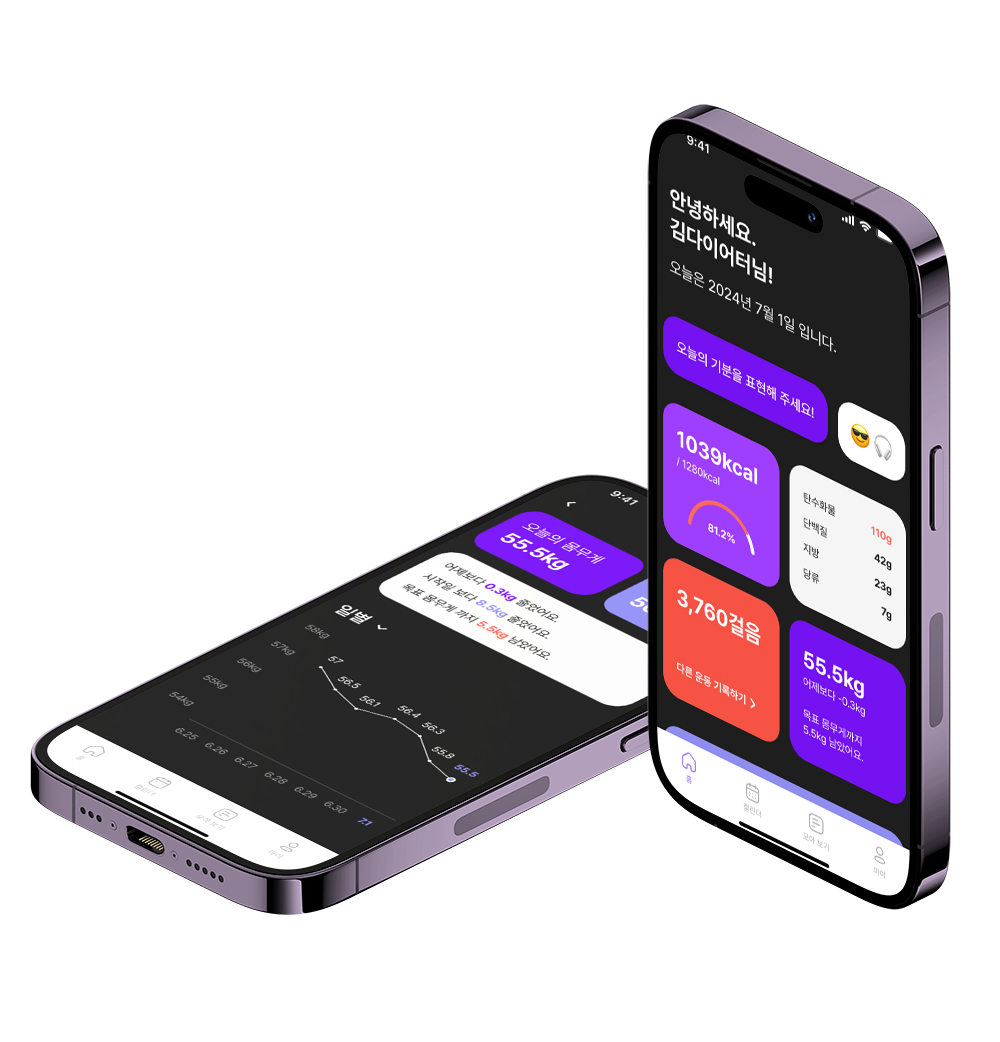 9:41
안녕하세요.
김다이어터님!
오늘은 2024년 7월 1일 입니다.
오늘의 기분을 표현해 주세요!
1039kcal
/ 1280kcal
81.2%
탄수화물 110g
단백질 42g
지방 23g
당류 7g
3,760걸음
다른 운동 기록하기
55.5kg
어제보다 -0.3kg
목표 몸무게까지
5.5kg 남았어요.
홈
캘린더
모아 보기
마이
9:41
오늘의 몸무게
55.5kg
어제보다 0.3kg 줄었어요.
시작일 보다 8.5kg 줄었어요.
목표 몸무게 까지 5.5kg 남았어요.
일별
58kg
57kg
56kg
55kg
54kg
57
56.5
56.1
56.4
56.3
55.8
55.5
6.25
6.26
6.27
6.28
6.29
6.30
7.1
홈
캘린더
모아 보기
마이